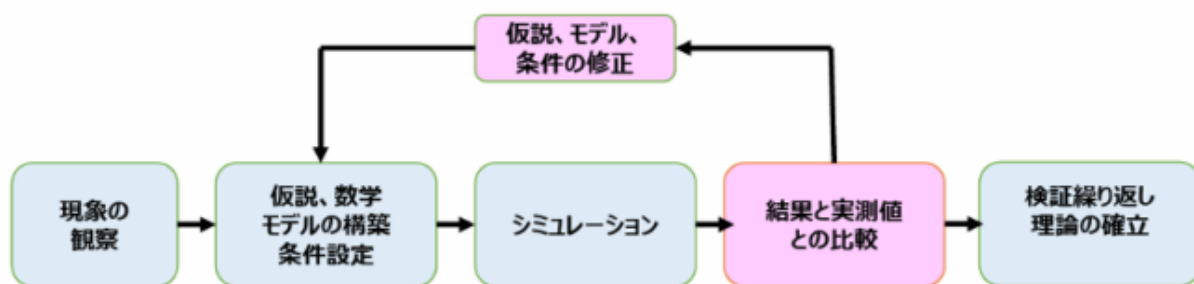 仮説、モデル、
条件の修正
現象の
観察
仮説、数学
モデルの構築
条件設定
シミュレーション
結果と実測値
との比較
検証繰り返し
理論の確立